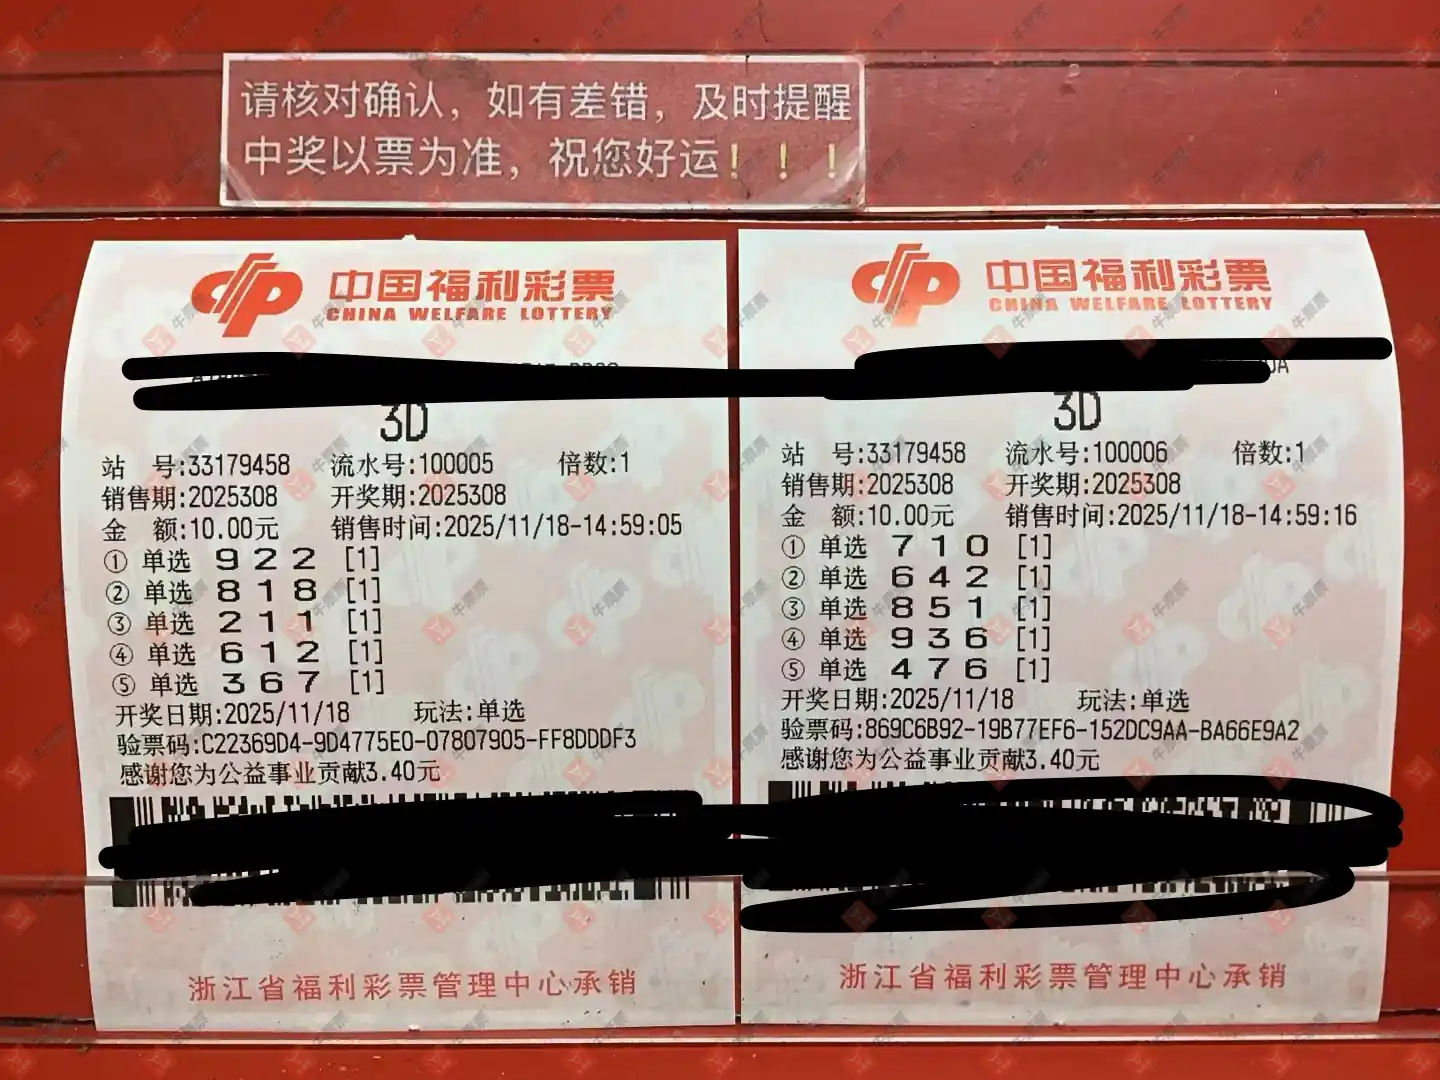 请核对确认，如有差错，及时提醒
中奖以票为准，祝您好运！！！
中国福利彩票
CHINA WELFARE LOTTERY
3D
站 号:33179458 流水号:100005 倍数:1
销售期:2025308 开奖期:2025308
金 额:10.00元 销售时间:2025/11/18-14:59:05
① 单选 9 2 2 [1]
② 单选 8 1 8 [1]
③ 单选 2 1 1 [1]
④ 单选 6 1 2 [1]
⑤ 单选 3 6 7 [1]
开奖日期:2025/11/18 玩法:单选
验票码:C22369D4-9D4775E0-07807905-FF8DDDF3
感谢您为公益事业贡献3.40元
浙江省福利彩票管理中心承销
中国福利彩票
CHINA WELFARE LOTTERY
3D
站 号:33179458 流水号:100006 倍数:1
销售期:2025308 开奖期:2025308
金 额:10.00元 销售时间:2025/11/18-14:59:16
① 单选 7 1 0 [1]
② 单选 6 4 2 [1]
③ 单选 8 5 1 [1]
④ 单选 9 3 6 [1]
⑤ 单选 4 7 6 [1]
开奖日期:2025/11/18 玩法:单选
验票码:869C6B92-19B77EF6-152DC9AA-BA66E9A2
感谢您为公益事业贡献3.40元
浙江省福利彩票管理中心承销